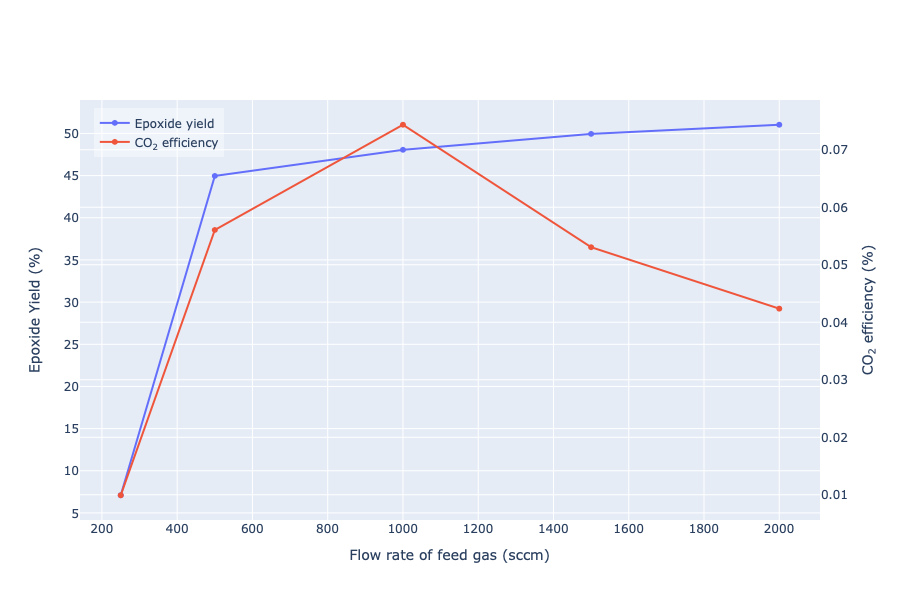 Epoxide yield
CO₂ efficiency
50
45
40
35
30
25
20
15
10
5
Epoxide Yield (%)
0.07
0.06
0.05
0.04
0.03
0.02
0.01
CO₂ efficiency (%)
200 400 600 800 1000 1200 1400 1600 1800 2000
Flow rate of feed gas (sccm)